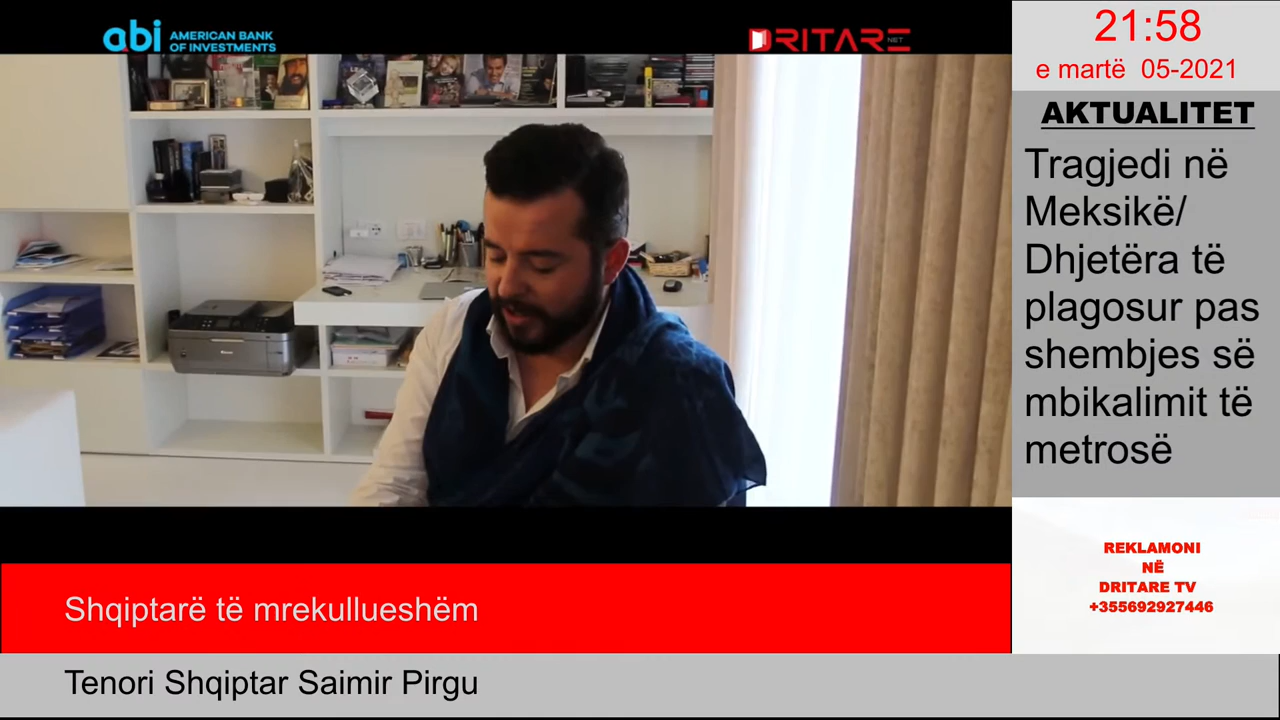 abi AMERICAN BANK
OF INVESTMENTS
DRITARE NET
21:58
e martë 05-2021
AKTUALITET
Tragjedi në
Meksikë/
Dhjetëra të
plagosur pas
shembjes së
mbikalimit të
metrosë
REKLAMONI
NË
DRITARE TV
+355692927446
Shqiptarë të mrekullueshëm
Tenori Shqiptar Saimir Pirgu